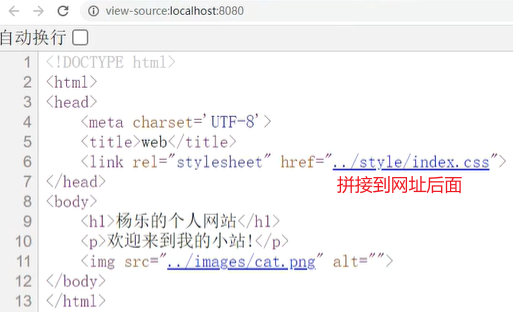 view-source:localhost:8080
自动换行
1 <!DOCTYPE html>
2 <html>
3 <head>
4 <meta charset='UTF-8'>
5 <title>web</title>
6 <link rel="stylesheet" href="../style/index.css">
7 </head>
拼接到网址后面
8 <body>
9 <h1>杨乐的个人网站</h1>
10 <p>欢迎来到我的小站!</p>
11 <img src="../images/cat.png" alt="">
12 </body>
13 </html>